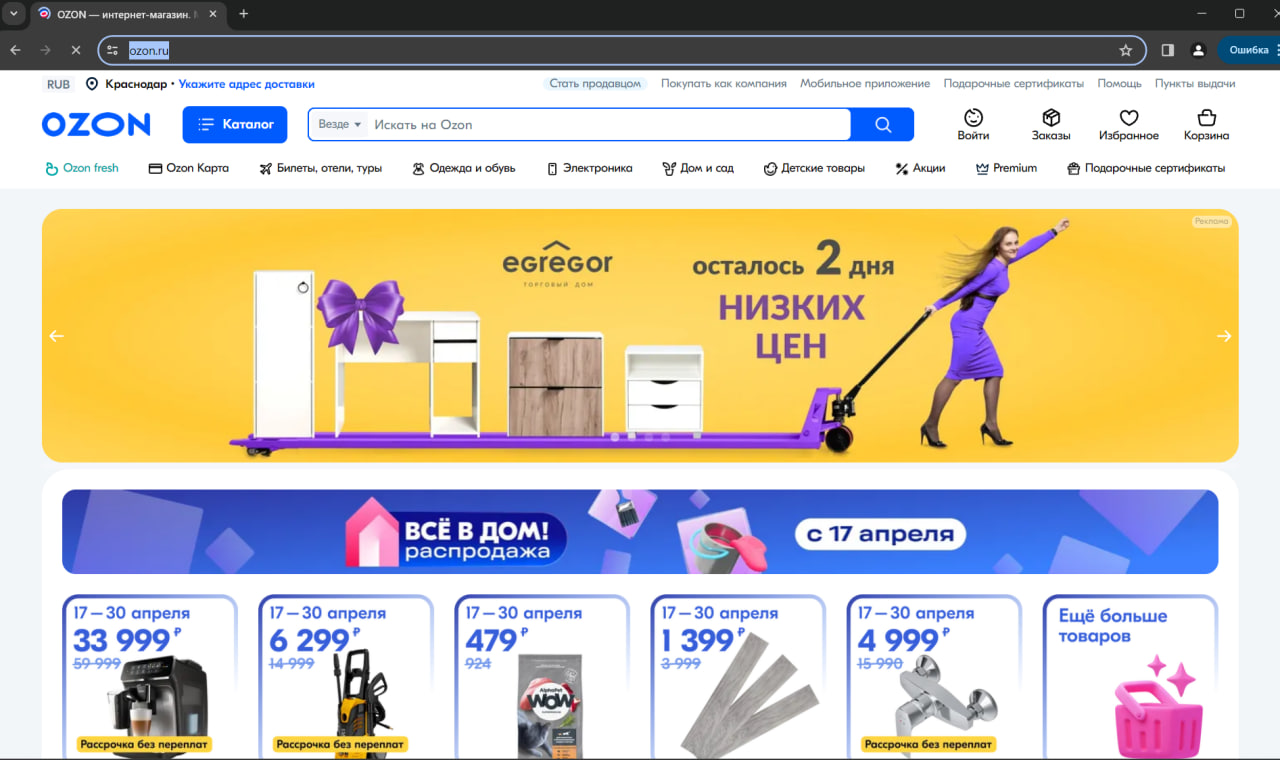 OZON — интернет-магазин.
ozon.ru
Ошибка
RUB Краснодар • Укажите адрес доставки Стать продавцом Покупать как компания Мобильное приложение Подарочные сертификаты Помощь Пункты выдачи
OZON Каталог Везде Искать на Ozon Войти Заказы Избранное Корзина
Ozon fresh Ozon Карта Билеты, отели, туры Одежда и обувь Электроника Дом и сад Детские товары Акции Premium Подарочные сертификаты
Реклама
egregor
ТОРГОВЫЙ ДОМ
осталось 2 дня
НИЗКИХ
ЦЕН
ВСЁ В ДОМ!
распродажа
с 17 апреля
17 – 30 апреля
33 999 ₽
59 999
Рассрочка без переплат
17 – 30 апреля
6 299 ₽
14 999
Рассрочка без переплат
17 – 30 апреля
479 ₽
924
AlphaPet
WOW
17 – 30 апреля
1 399 ₽
3 999
17 – 30 апреля
4 999 ₽
15 990
Рассрочка без переплат
Ещё больше
товаров